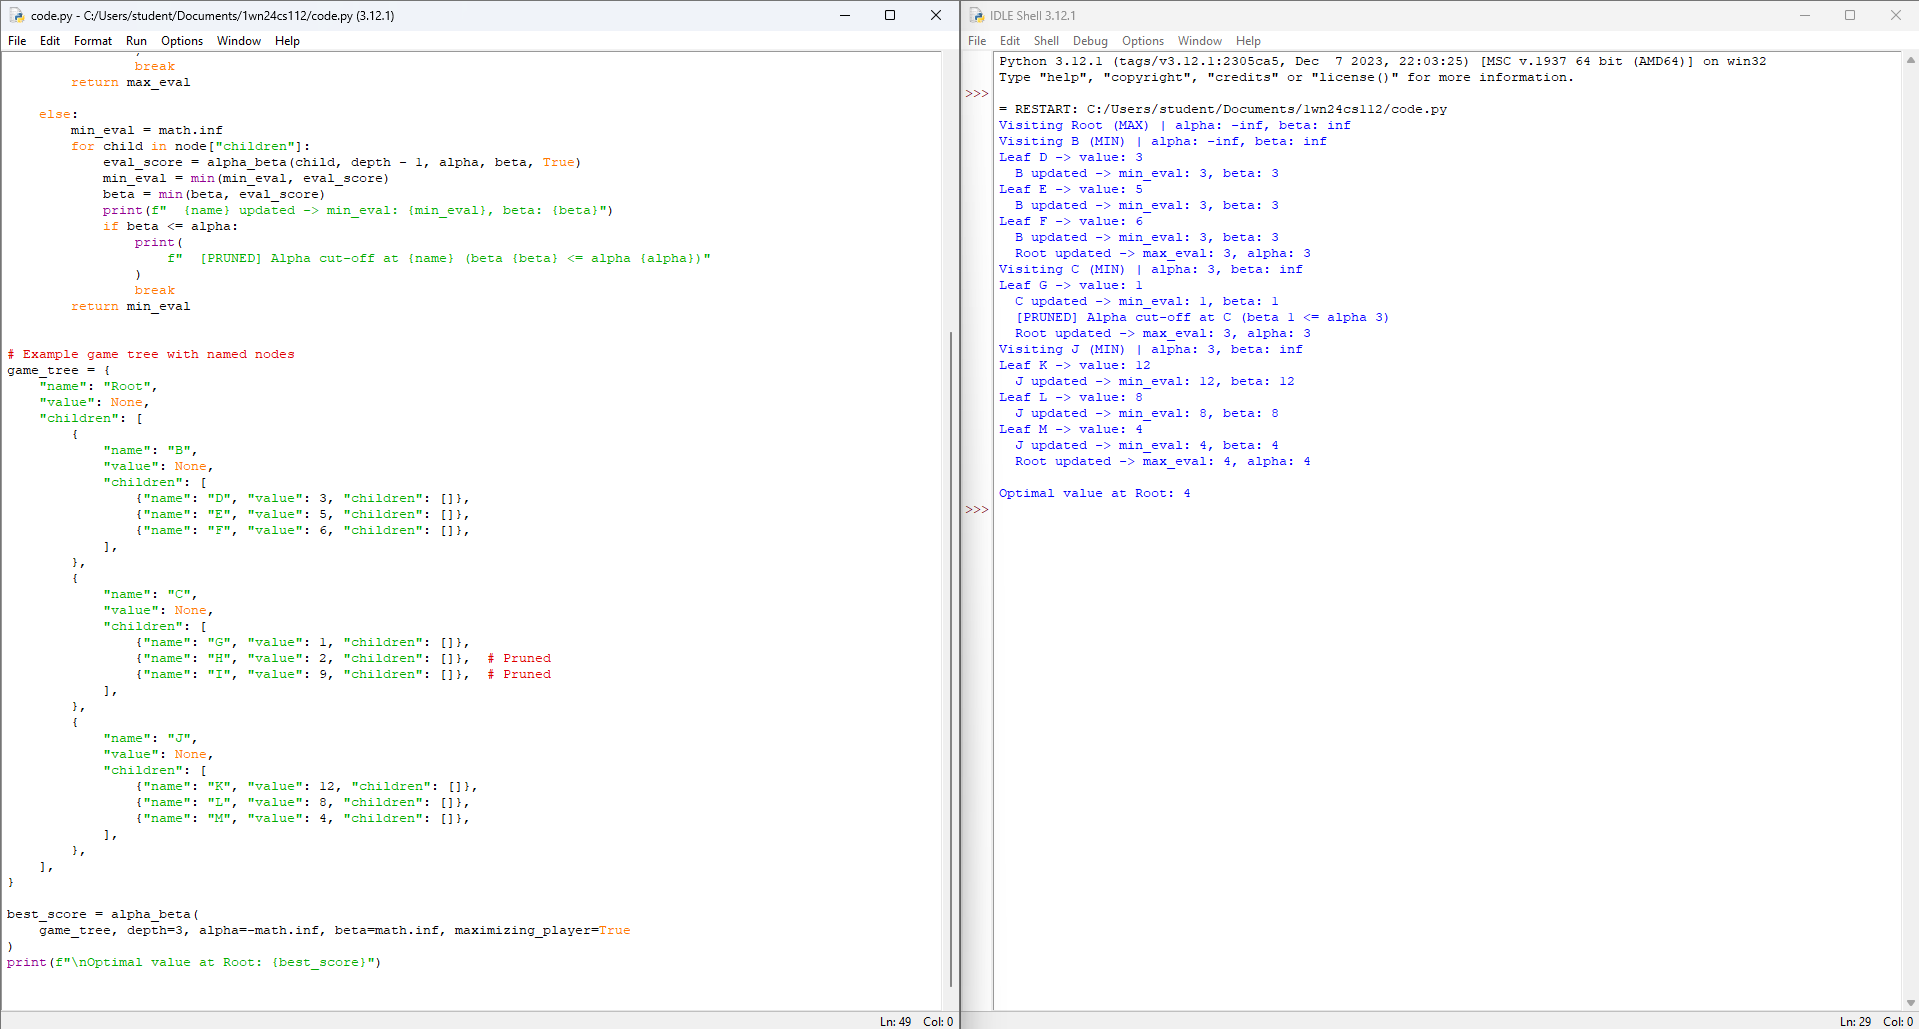 code.py - C:/Users/student/Documents/1wn24cs112/code.py (3.12.1)
File Edit Format Run Options Window Help
                break
        return max_eval

    else:
        min_eval = math.inf
        for child in node["children"]:
            eval_score = alpha_beta(child, depth - 1, alpha, beta, True)
            min_eval = min(min_eval, eval_score)
            beta = min(beta, eval_score)
            print(f"  {name} updated -> min_eval: {min_eval}, beta: {beta}")
            if beta <= alpha:
                print(
                    f"  [PRUNED] Alpha cut-off at {name} (beta {beta} <= alpha {alpha})"
                )
                break
        return min_eval


# Example game tree with named nodes
game_tree = {
    "name": "Root",
    "value": None,
    "children": [
        {
            "name": "B",
            "value": None,
            "children": [
                {"name": "D", "value": 3, "children": []},
                {"name": "E", "value": 5, "children": []},
                {"name": "F", "value": 6, "children": []},
            ],
        },
        {
            "name": "C",
            "value": None,
            "children": [
                {"name": "G", "value": 1, "children": []},
                {"name": "H", "value": 2, "children": []},  # Pruned
                {"name": "I", "value": 9, "children": []},  # Pruned
            ],
        },
        {
            "name": "J",
            "value": None,
            "children": [
                {"name": "K", "value": 12, "children": []},
                {"name": "L", "value": 8, "children": []},
                {"name": "M", "value": 4, "children": []},
            ],
        },
    ],
}

best_score = alpha_beta(
    game_tree, depth=3, alpha=-math.inf, beta=math.inf, maximizing_player=True
)
print(f"\nOptimal value at Root: {best_score}")
Ln: 49 Col: 0
IDLE Shell 3.12.1
File Edit Shell Debug Options Window Help
Python 3.12.1 (tags/v3.12.1:2305ca5, Dec  7 2023, 22:03:25) [MSC v.1937 64 bit (AMD64)] on win32
Type "help", "copyright", "credits" or "license()" for more information.
>>>
= RESTART: C:/Users/student/Documents/1wn24cs112/code.py
Visiting Root (MAX) | alpha: -inf, beta: inf
Visiting B (MIN) | alpha: -inf, beta: inf
Leaf D -> value: 3
  B updated -> min_eval: 3, beta: 3
Leaf E -> value: 5
  B updated -> min_eval: 3, beta: 3
Leaf F -> value: 6
  B updated -> min_eval: 3, beta: 3
  Root updated -> max_eval: 3, alpha: 3
Visiting C (MIN) | alpha: 3, beta: inf
Leaf G -> value: 1
  C updated -> min_eval: 1, beta: 1
  [PRUNED] Alpha cut-off at C (beta 1 <= alpha 3)
  Root updated -> max_eval: 3, alpha: 3
Visiting J (MIN) | alpha: 3, beta: inf
Leaf K -> value: 12
  J updated -> min_eval: 12, beta: 12
Leaf L -> value: 8
  J updated -> min_eval: 8, beta: 8
Leaf M -> value: 4
  J updated -> min_eval: 4, beta: 4
  Root updated -> max_eval: 4, alpha: 4

Optimal value at Root: 4
>>>
Ln: 29 Col: 0